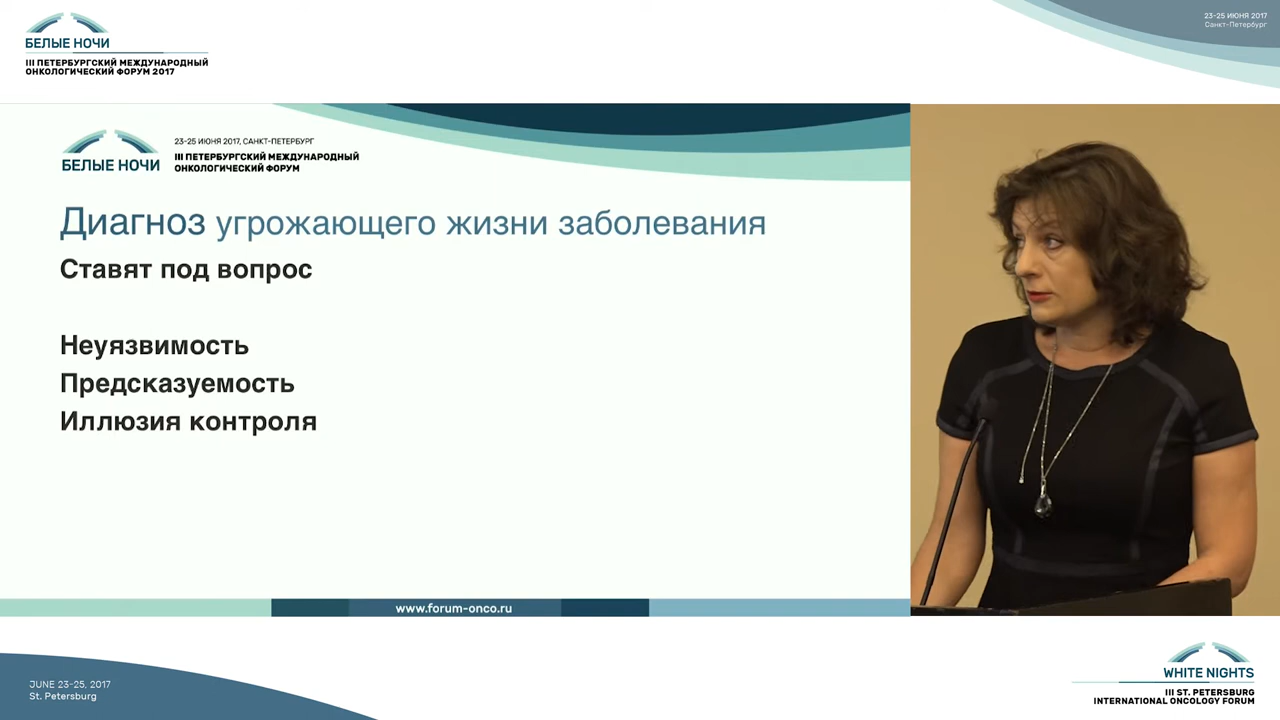 БЕЛЫЕ НОЧИ
III ПЕТЕРБУРГСКИЙ МЕЖДУНАРОДНЫЙ
ОНКОЛОГИЧЕСКИЙ ФОРУМ 2017
23-25 ИЮНЯ 2017
Санкт-Петербург
БЕЛЫЕ НОЧИ
23-25 ИЮНЯ 2017, САНКТ-ПЕТЕРБУРГ
III ПЕТЕРБУРГСКИЙ МЕЖДУНАРОДНЫЙ
ОНКОЛОГИЧЕСКИЙ ФОРУМ
Диагноз угрожающего жизни заболевания
Ставят под вопрос
Неуязвимость
Предсказуемость
Иллюзия контроля
www.forum-onco.ru
JUNE 23-25, 2017
St. Petersburg
WHITE NIGHTS
III ST. PETERSBURG
INTERNATIONAL ONCOLOGY FORUM